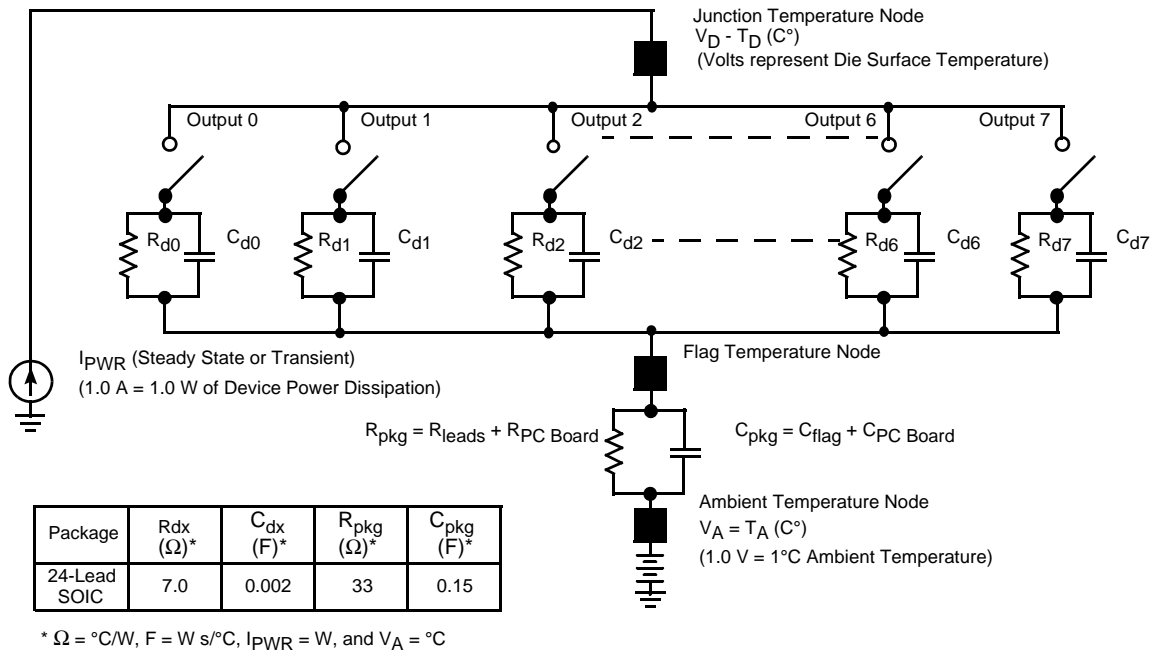 Junction Temperature Node
VD - TD (C°)
(Volts represent Die Surface Temperature)
Output 0
Output 1
Output 2
Output 6
Output 7
Rd0
Cd0
Rd1
Cd1
Rd2
Cd2
Rd6
Cd6
Rd7
Cd7
IPWR (Steady State or Transient)
(1.0 A = 1.0 W of Device Power Dissipation)
Flag Temperature Node
Rpkg = Rleads + RPC Board
Cpkg = Cflag + CPC Board
Ambient Temperature Node
VA = TA (C°)
(1.0 V = 1°C Ambient Temperature)
Package
Rdx
(Ω)*
Cdx
(F)*
Rpkg
(Ω)*
Cpkg
(F)*
24-Lead
SOIC
7.0
0.002
33
0.15
* Ω = °C/W, F = W s/°C, IPWR = W, and VA = °C